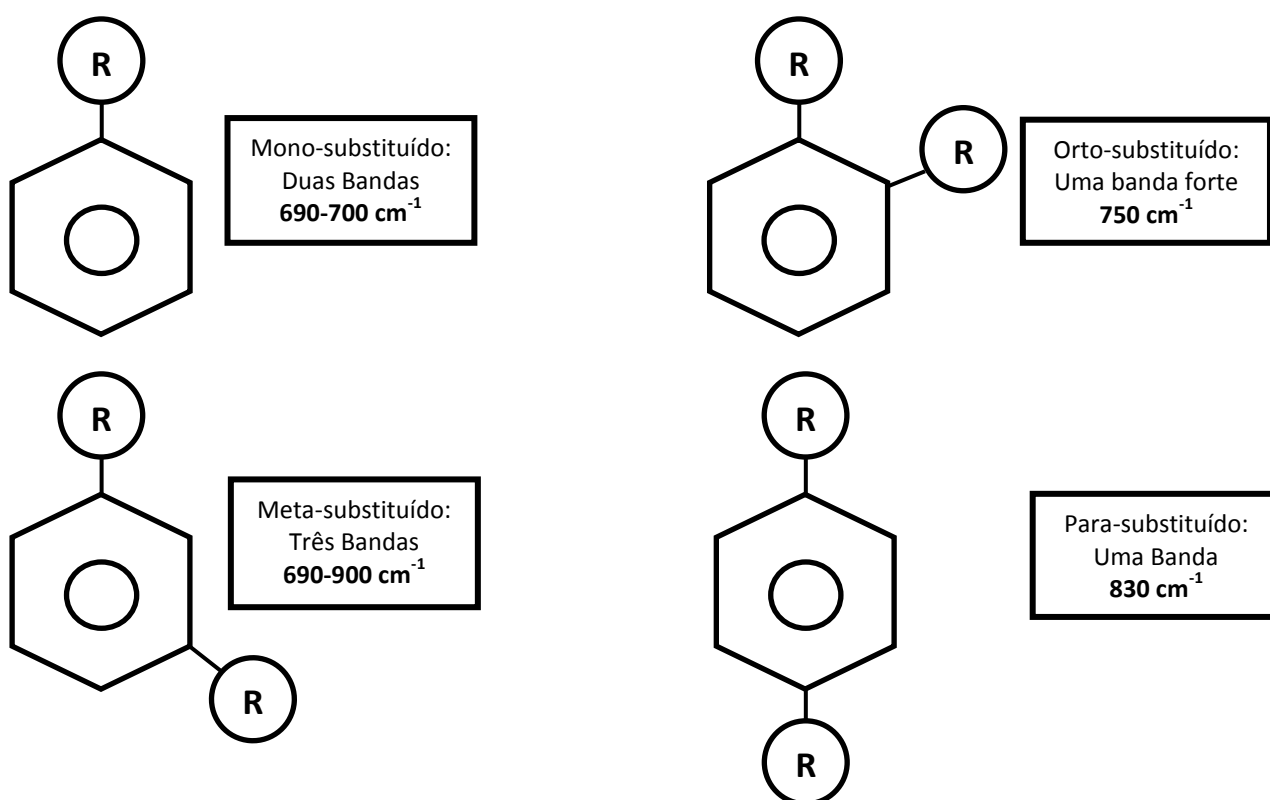 R
Mono-substituído:
Duas Bandas
690-700 cm⁻¹
R
R
Orto-substituído:
Uma banda forte
750 cm⁻¹
R
Meta-substituído:
Três Bandas
690-900 cm⁻¹
R
R
Para-substituído:
Uma Banda
830 cm⁻¹
R